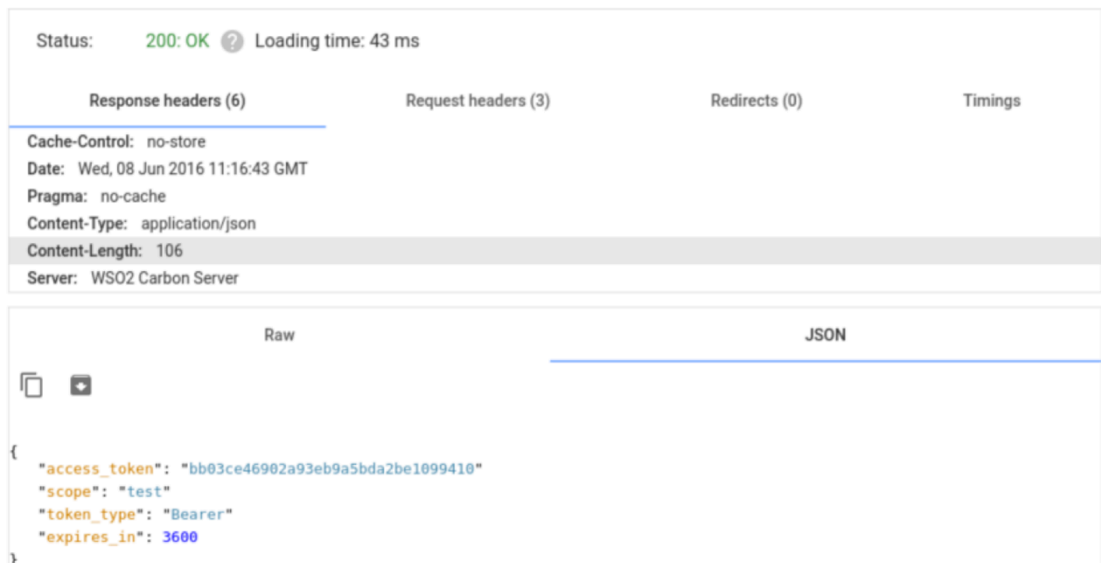 Status: 200: OK ? Loading time: 43 ms
Response headers (6) Request headers (3) Redirects (0) Timings
Cache-Control: no-store
Date: Wed, 08 Jun 2016 11:16:43 GMT
Pragma: no-cache
Content-Type: application/json
Content-Length: 106
Server: WSO2 Carbon Server
Raw JSON
{
"access_token": "bb03ce46902a93eb9a5bda2be1099410"
"scope": "test"
"token_type": "Bearer"
"expires_in": 3600
}